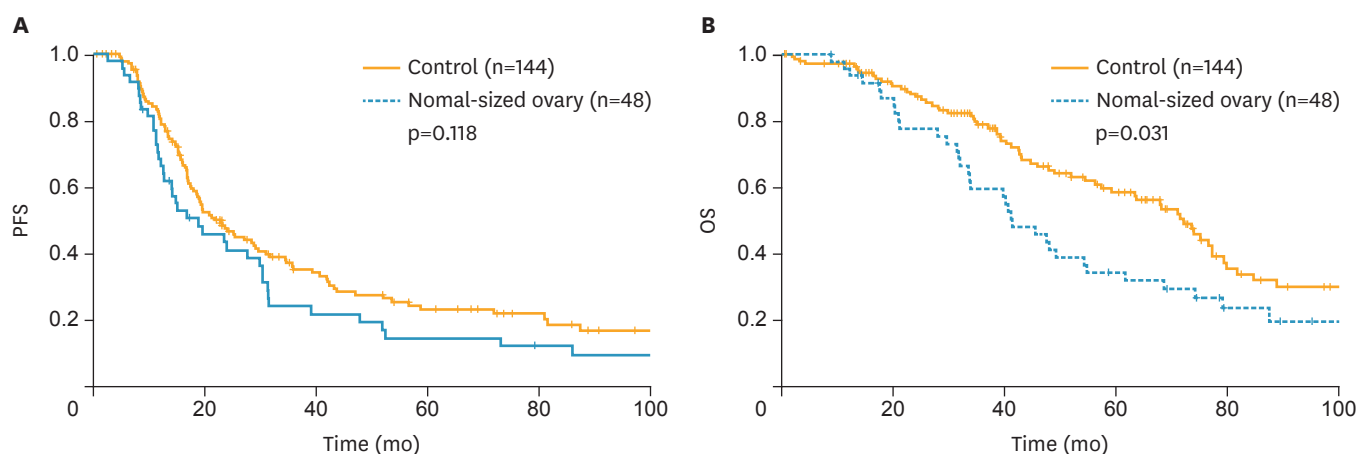 A
1.0
0.8
0.6
0.4
0.2
PFS
Control (n=144)
Nomal-sized ovary (n=48)
p=0.118
0
20
40
60
80
100
Time (mo)
B
1.0
0.8
0.6
0.4
0.2
OS
Control (n=144)
Nomal-sized ovary (n=48)
p=0.031
0
20
40
60
80
100
Time (mo)